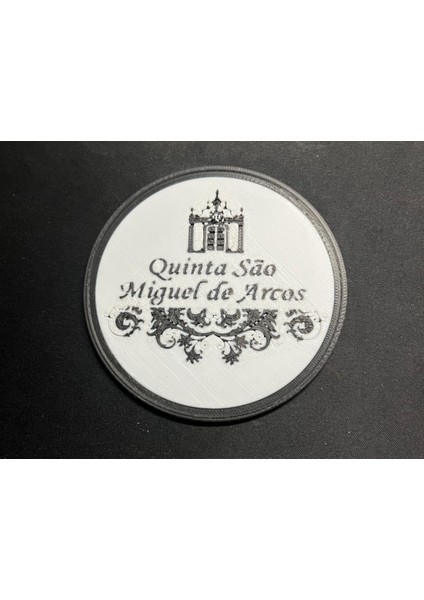 Quinta São
Miguel de Arcos